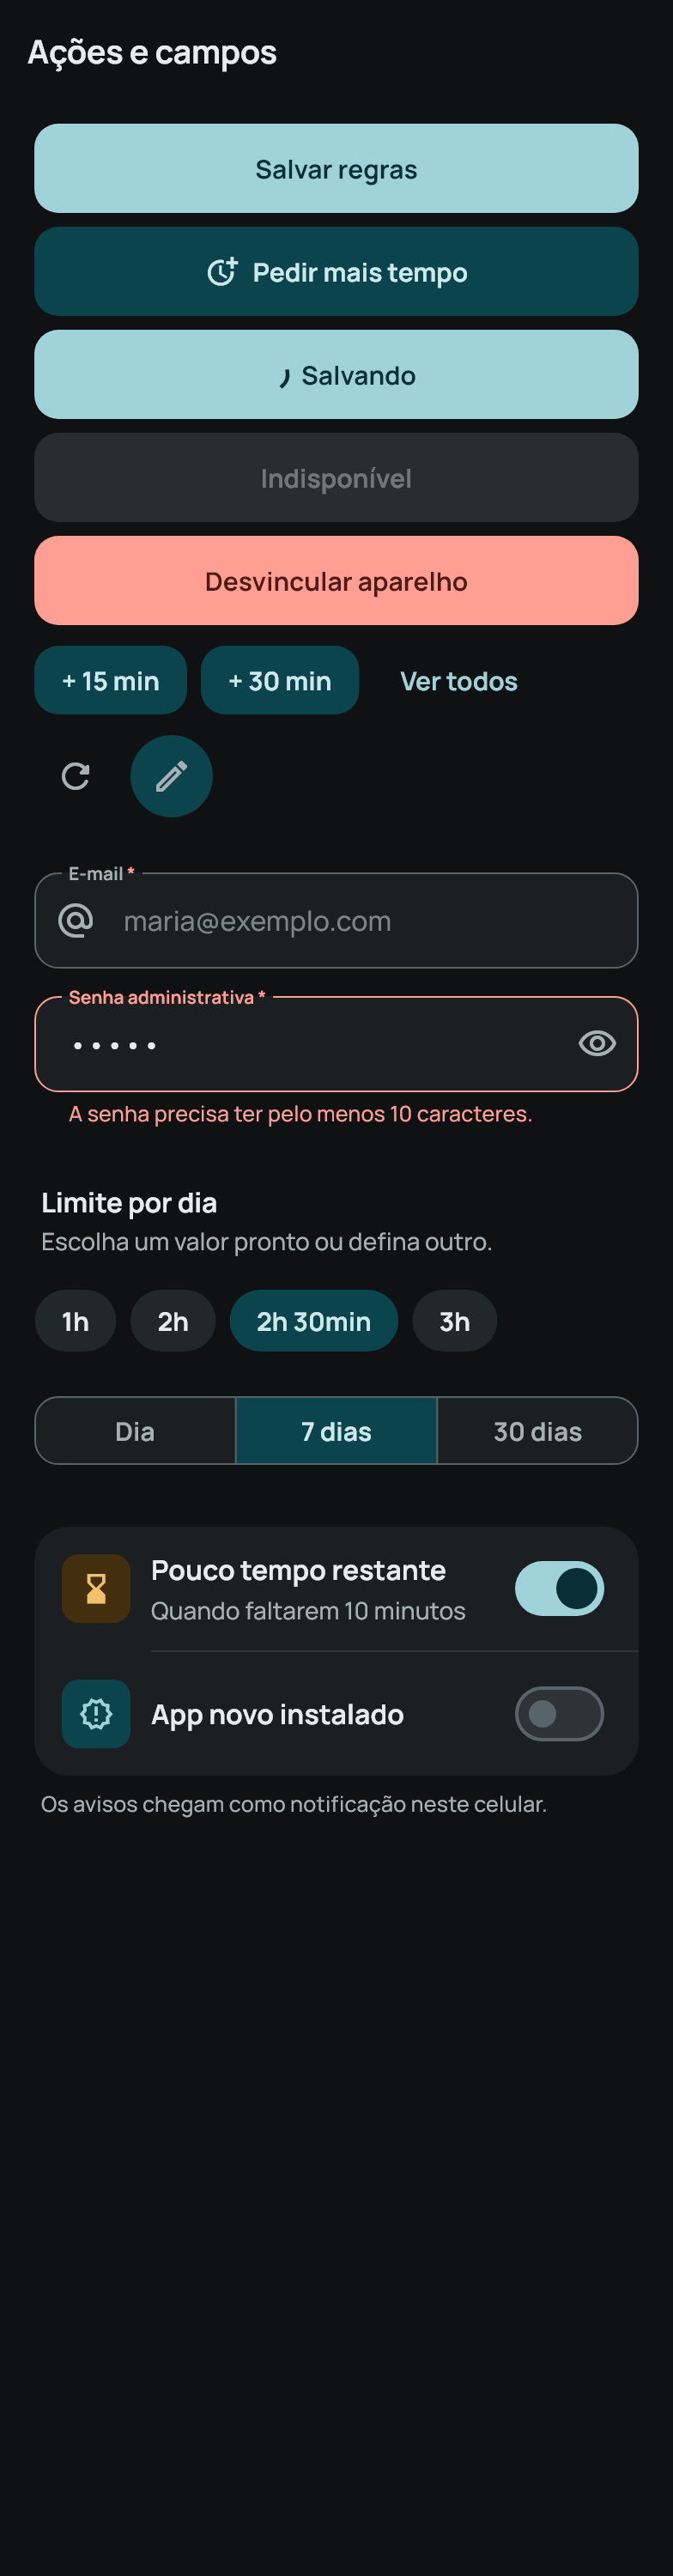 Ações e campos
Salvar regras
Pedir mais tempo
Salvando
Indisponível
Desvincular aparelho
+ 15 min
+ 30 min
Ver todos
E-mail *
maria@exemplo.com
Senha administrativa *
•••••
A senha precisa ter pelo menos 10 caracteres.
Limite por dia
Escolha um valor pronto ou defina outro.
1h
2h
2h 30min
3h
Dia
7 dias
30 dias
Pouco tempo restante
Quando faltarem 10 minutos
App novo instalado
Os avisos chegam como notificação neste celular.